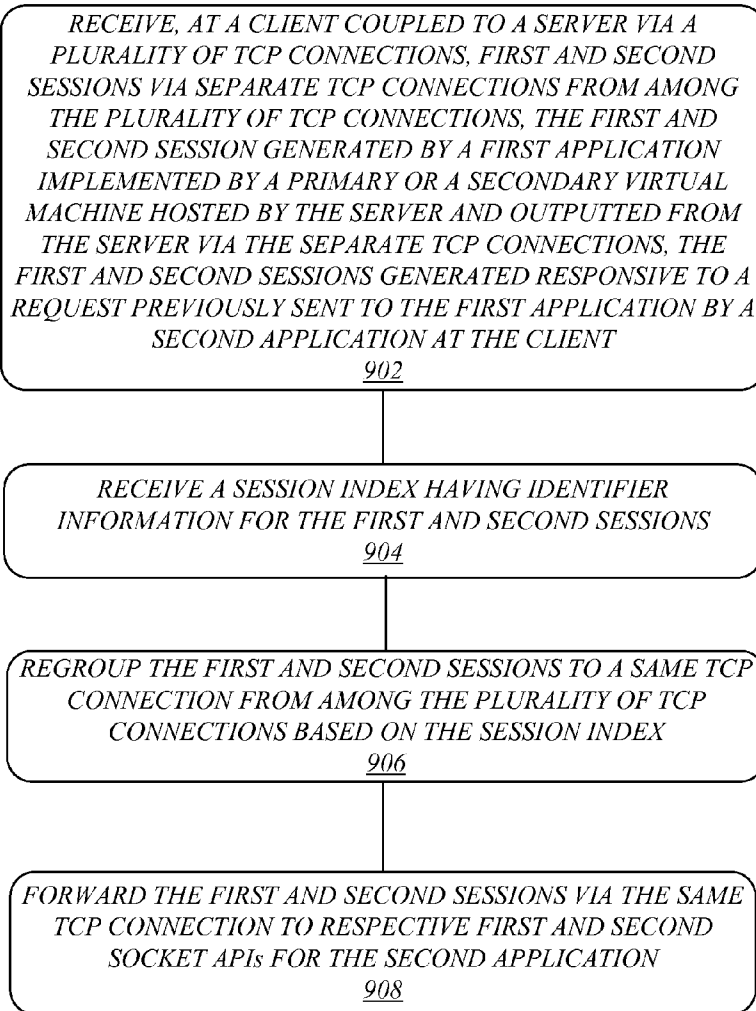 RECEIVE, AT A CLIENT COUPLED TO A SERVER VIA A
PLURALITY OF TCP CONNECTIONS, FIRST AND SECOND
SESSIONS VIA SEPARATE TCP CONNECTIONS FROM AMONG
THE PLURALITY OF TCP CONNECTIONS, THE FIRST AND
SECOND SESSION GENERATED BY A FIRST APPLICATION
IMPLEMENTED BY A PRIMARY OR A SECONDARY VIRTUAL
MACHINE HOSTED BY THE SERVER AND OUTPUTTED FROM
THE SERVER VIA THE SEPARATE TCP CONNECTIONS, THE
FIRST AND SECOND SESSIONS GENERATED RESPONSIVE TO A
REQUEST PREVIOUSLY SENT TO THE FIRST APPLICATION BY A
SECOND APPLICATION AT THE CLIENT
902
RECEIVE A SESSION INDEX HAVING IDENTIFIER
INFORMATION FOR THE FIRST AND SECOND SESSIONS
904
REGROUP THE FIRST AND SECOND SESSIONS TO A SAME TCP
CONNECTION FROM AMONG THE PLURALITY OF TCP
CONNECTIONS BASED ON THE SESSION INDEX
906
FORWARD THE FIRST AND SECOND SESSIONS VIA THE SAME
TCP CONNECTION TO RESPECTIVE FIRST AND SECOND
SOCKET APIs FOR THE SECOND APPLICATION
908